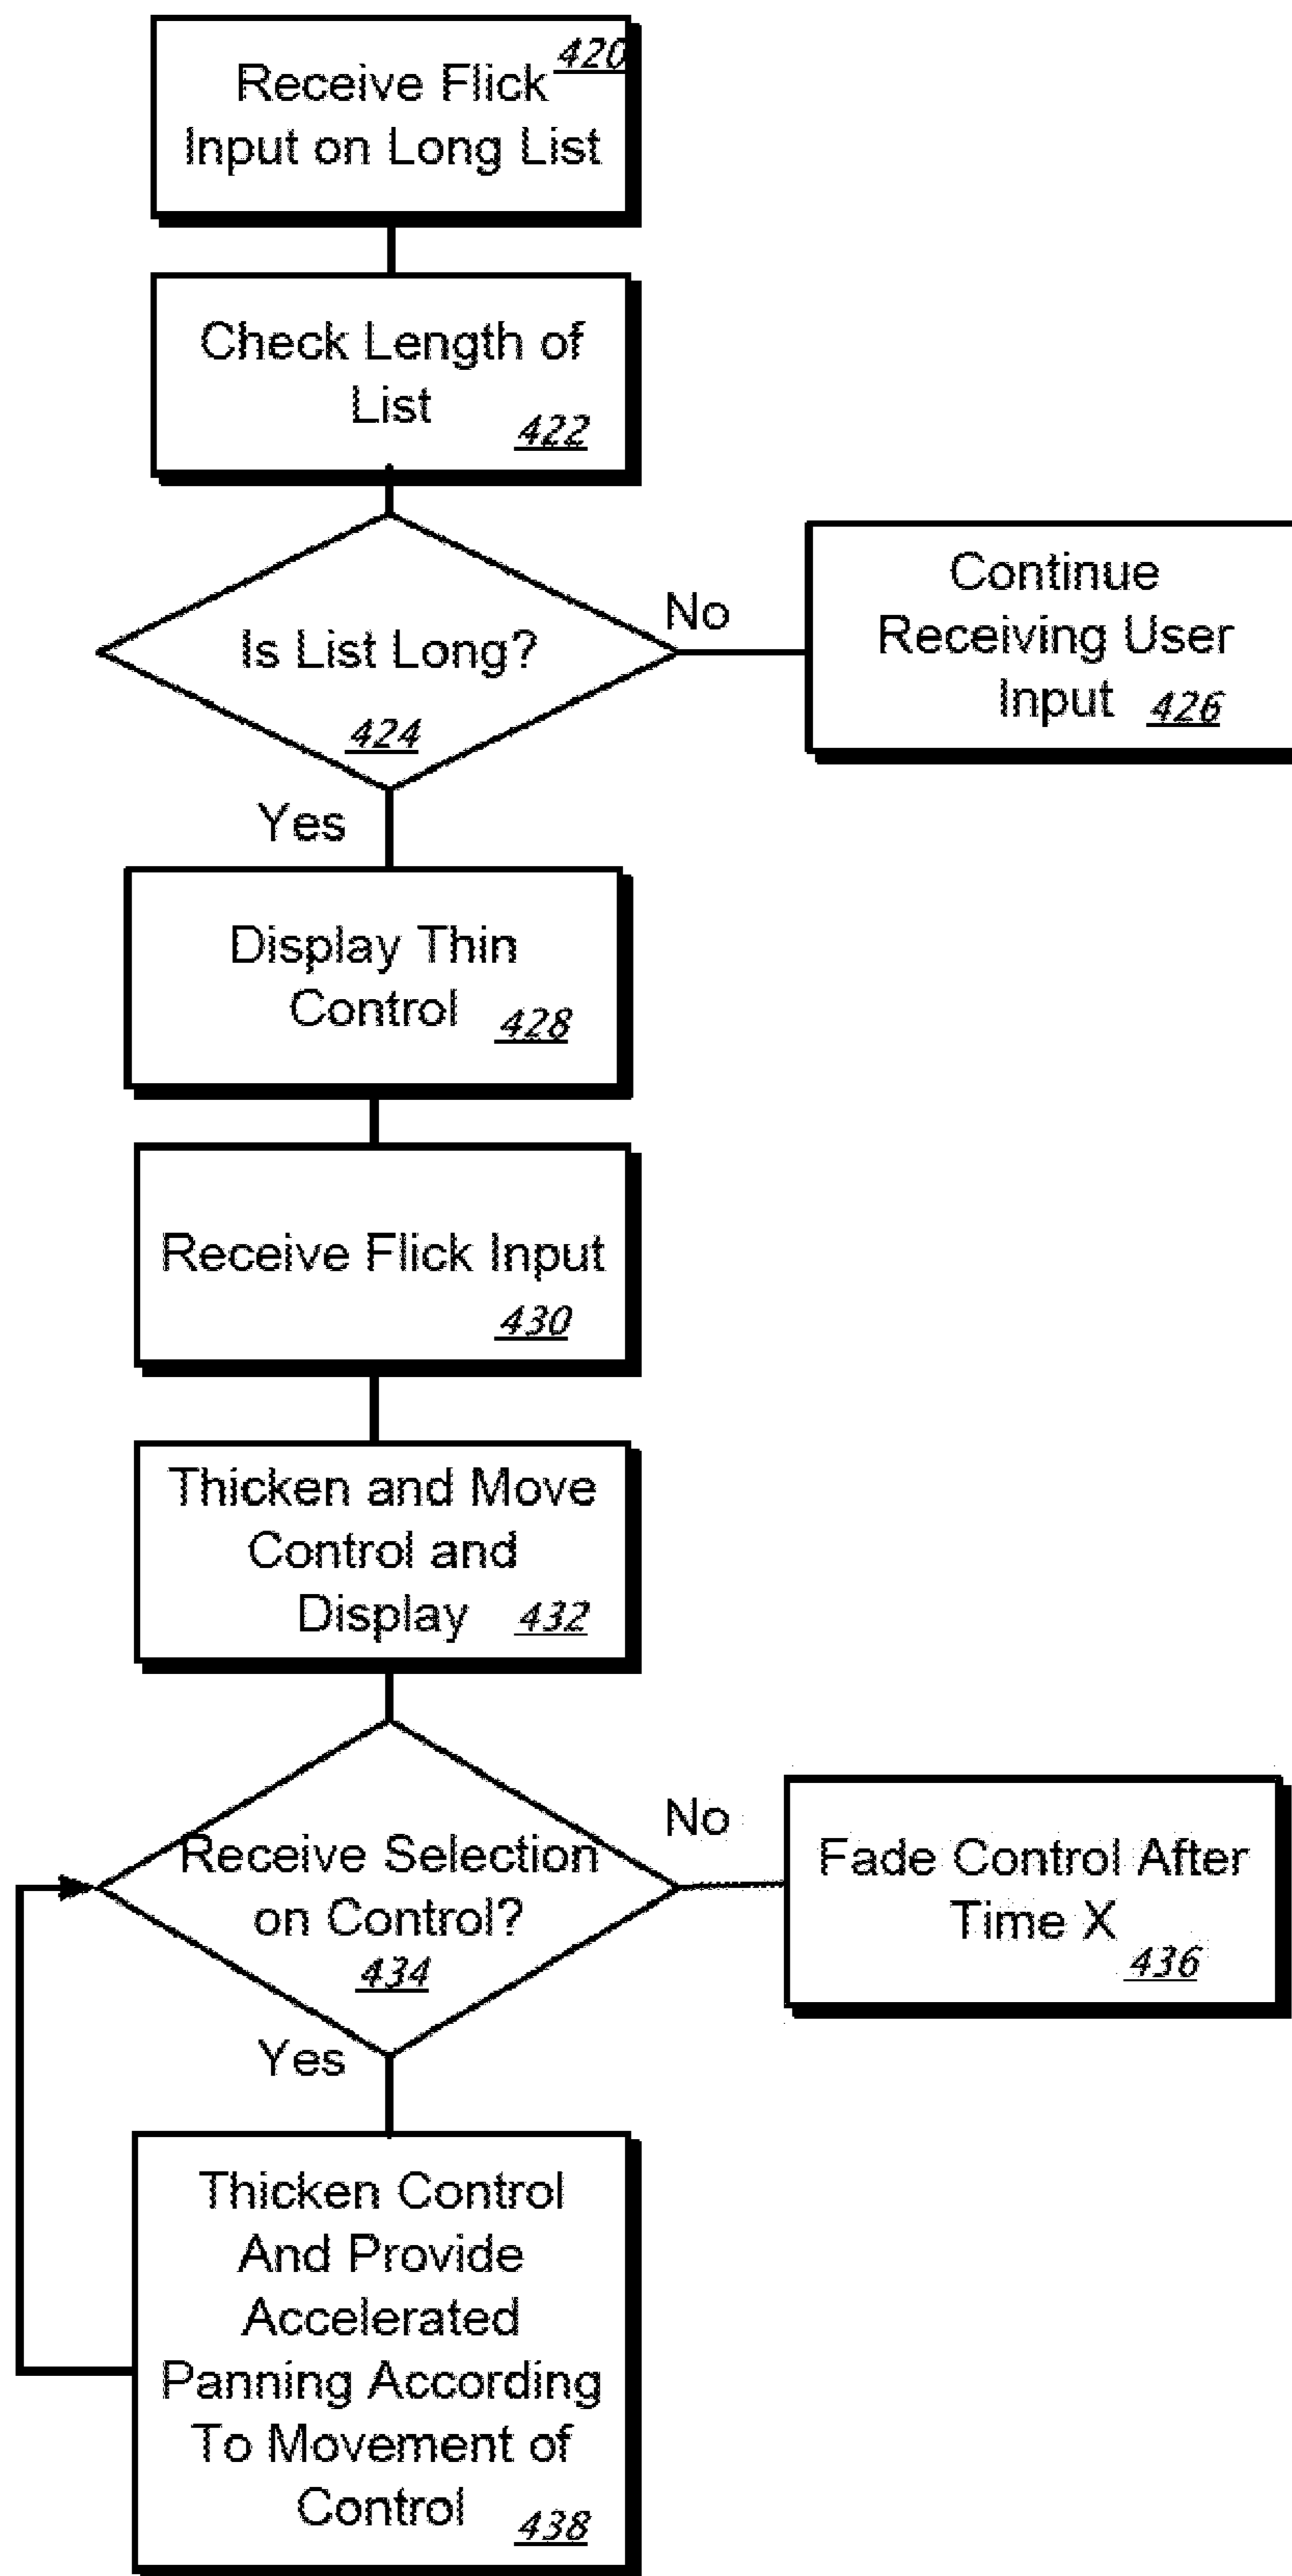 420
Receive Flick
Input on Long List
Check Length of
List 422
Is List Long?
424
No
Continue
Receiving User
Input 426
Yes
Display Thin
Control 428
Receive Flick Input
430
Thicken and Move
Control and
Display 432
Receive Selection
on Control?
434
No
Fade Control After
Time X
436
Yes
Thicken Control
And Provide
Accelerated
Panning According
To Movement of
Control 438